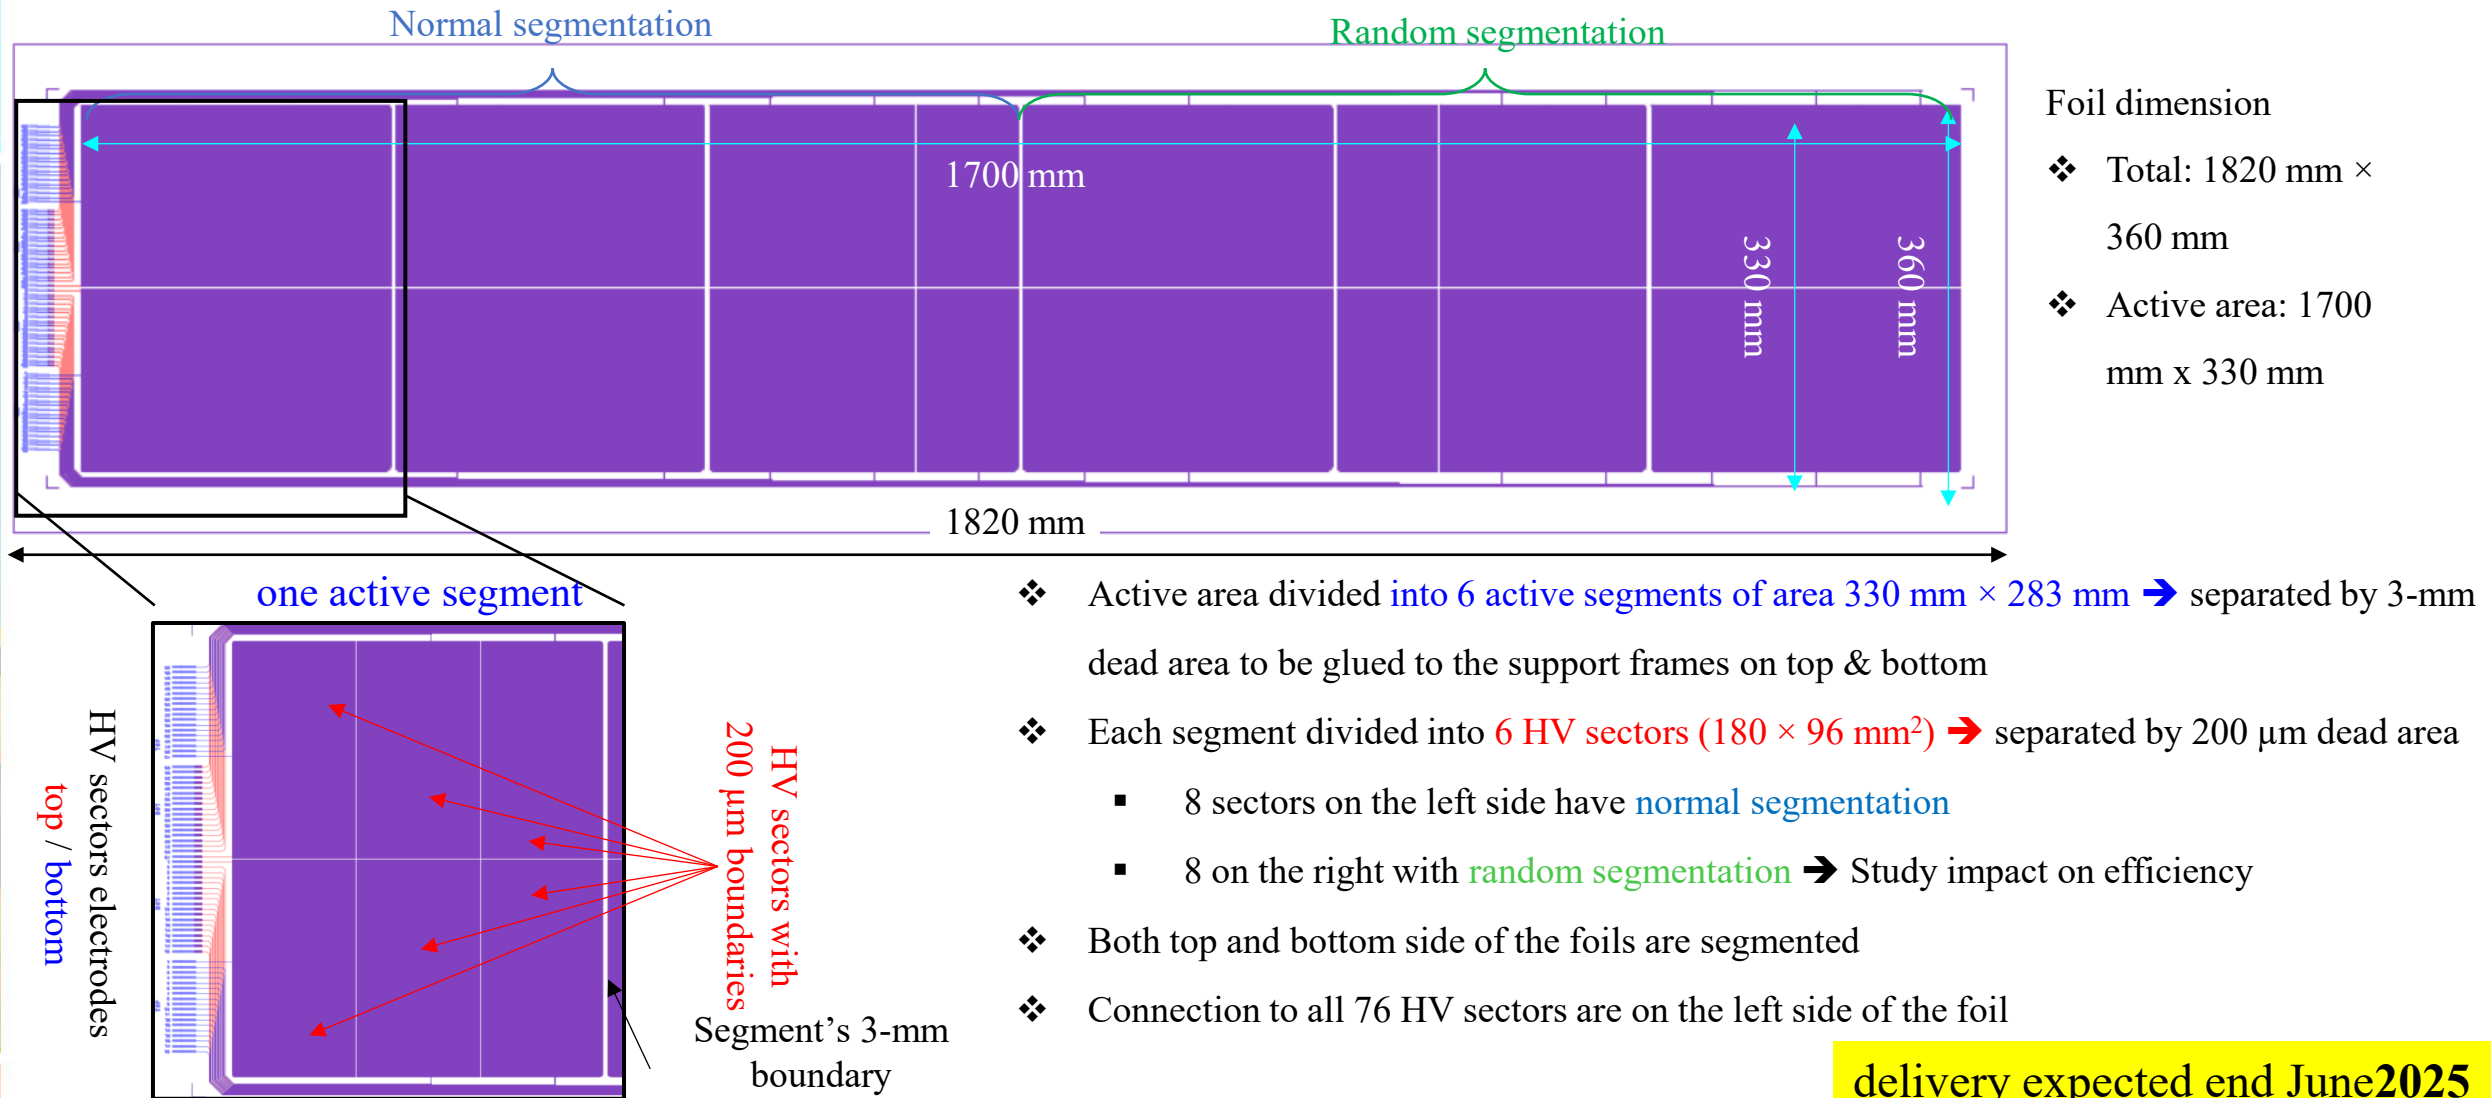 Normal segmentation
Random segmentation
1700 mm
330 mm
360 mm
1820 mm
Foil dimension
❖ Total: 1820 mm ×
360 mm
❖ Active area: 1700
mm x 330 mm
one active segment
HV sectors electrodes
top / bottom
HV sectors with
200 µm boundaries
Segment’s 3-mm
boundary
❖ Active area divided into 6 active segments of area 330 mm × 283 mm ➔ separated by 3-mm
dead area to be glued to the support frames on top & bottom
❖ Each segment divided into 6 HV sectors (180 × 96 mm²) ➔ separated by 200 µm dead area
▪ 8 sectors on the left side have normal segmentation
▪ 8 on the right with random segmentation ➔ Study impact on efficiency
❖ Both top and bottom side of the foils are segmented
❖ Connection to all 76 HV sectors are on the left side of the foil
delivery expected end June2025